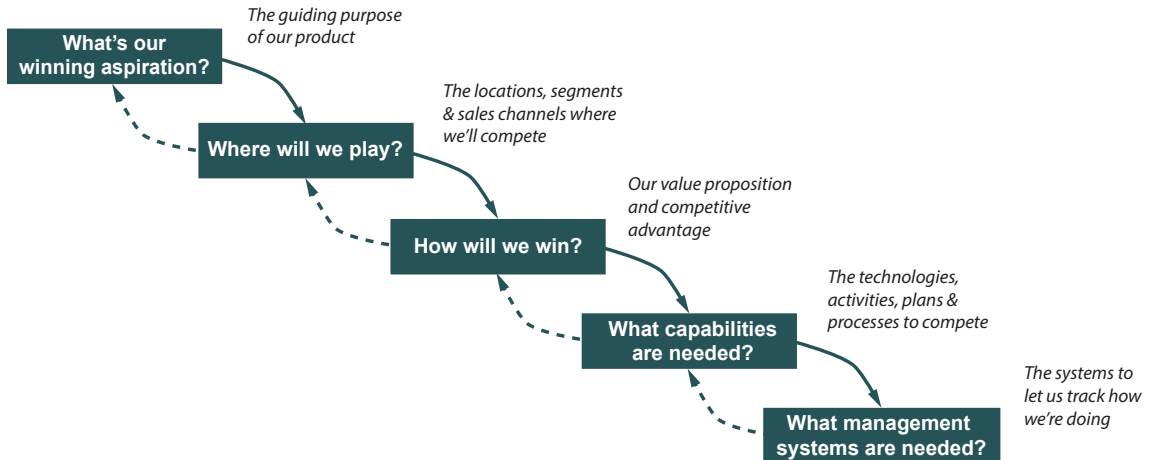 What’s our
winning aspiration?
The guiding purpose
of our product
Where will we play?
The locations, segments
& sales channels where
we’ll compete
How will we win?
Our value proposition
and competitive
advantage
What capabilities
are needed?
The technologies,
activities, plans &
processes to compete
What management
systems are needed?
The systems to
let us track how
we’re doing